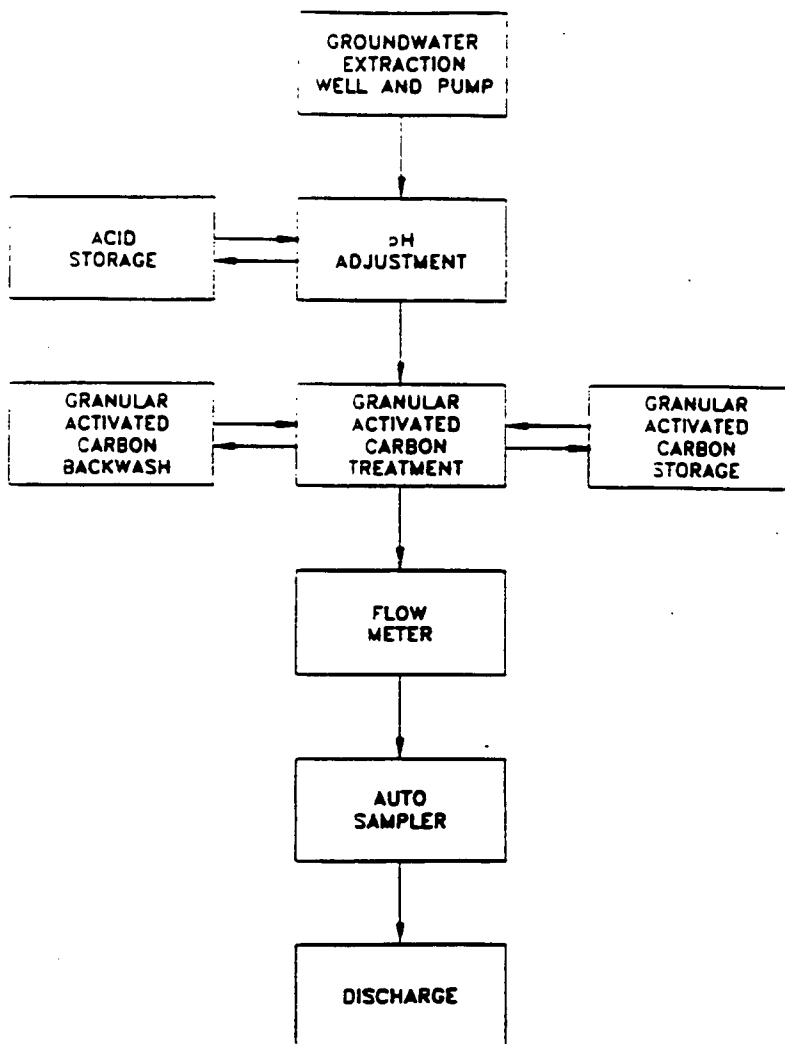 GROUNDWATER
EXTRACTION
WELL AND PUMP
ACID
STORAGE
pH
ADJUSTMENT
GRANULAR
ACTIVATED
CARBON
BACKWASH
GRANULAR
ACTIVATED
CARBON
TREATMENT
GRANULAR
ACTIVATED
CARBON
STORAGE
FLOW
METER
AUTO
SAMPLER
DISCHARGE